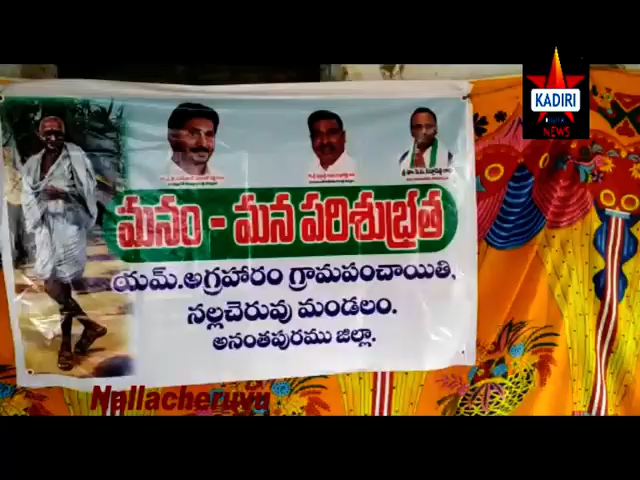 KADIRI
NEWS
మనం - మన పరిశుభ్రత
యమ్.అగ్రహారం గ్రామపంచాయితి,
నల్లచెరువు మండలం.
అనంతపురము జిల్లా.
Nallacheruvu